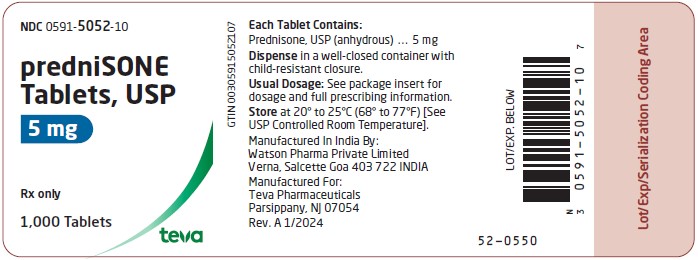 NDC 0591-5052-10
predniSONE
Tablets, USP
5 mg
Rx only
1,000 Tablets
teva
GTIN 00305915052107
Each Tablet Contains:
Prednisone, USP (anhydrous) ... 5 mg
Dispense in a well-closed container with
child-resistant closure.
Usual Dosage: See package insert for
dosage and full prescribing information.
Store at 20° to 25°C (68° to 77°F) [See
USP Controlled Room Temperature].
Manufactured In India By:
Watson Pharma Private Limited
Verna, Salcette Goa 403 722 INDIA
Manufactured For:
Teva Pharmaceuticals
Parsippany, NJ 07054
Rev. A 1/2024
52-0550
LOT/EXP. BELOW
N
3 0591-5052-10 7
Lot/Exp/Serialization Coding Area